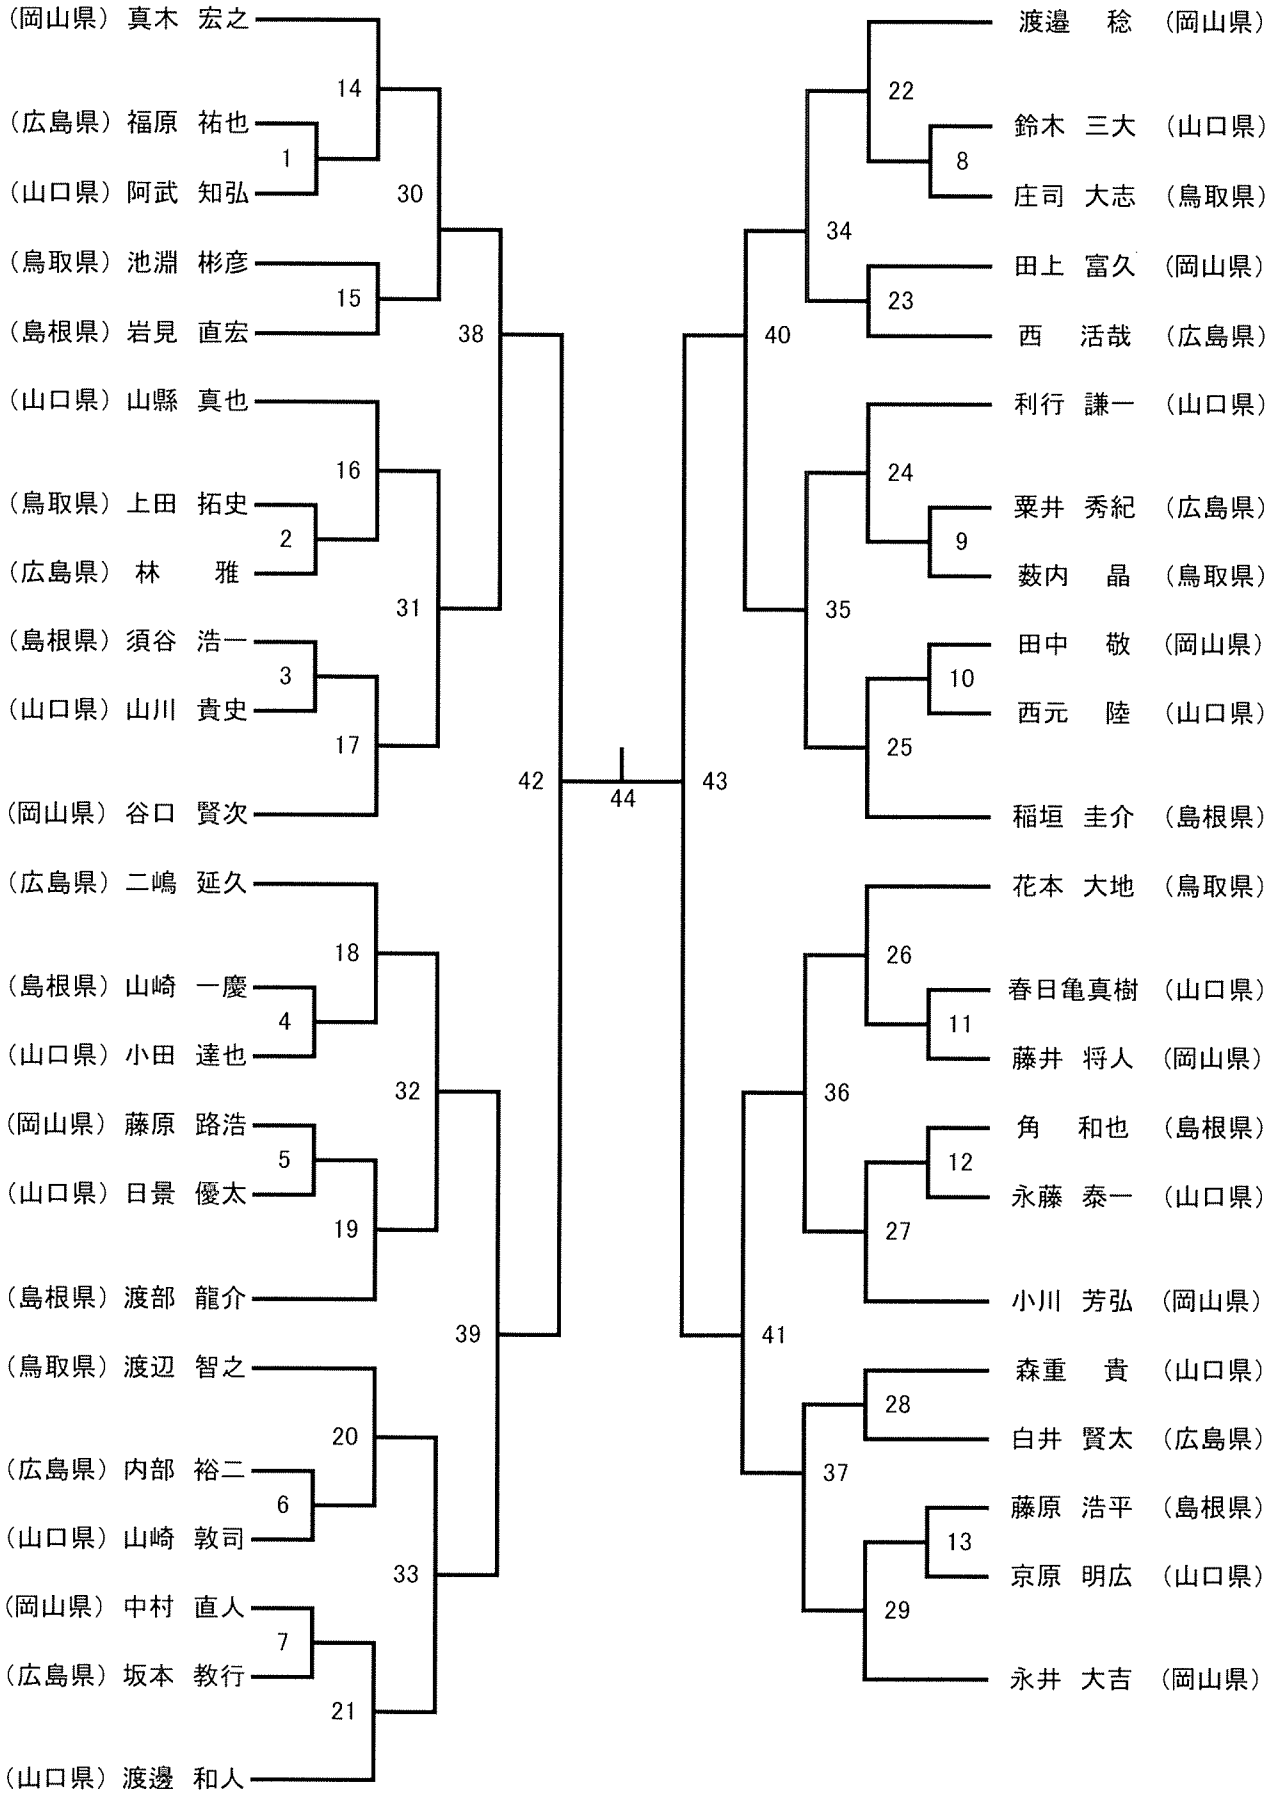 (岡山県) 真木 宏之
14
(広島県) 福原 祐也
1
(山口県) 阿武 知弘
30
(鳥取県) 池淵 彬彦
15
(島根県) 岩見 直宏
38
(山口県) 山縣 真也
16
(鳥取県) 上田 拓史
2
(広島県) 林 雅
31
(島根県) 須谷 浩一
3
(山口県) 山川 貴史
17
(岡山県) 谷口 賢次
42
(広島県) 二嶋 延久
18
(島根県) 山崎 一慶
4
(山口県) 小田 達也
32
(岡山県) 藤原 路浩
5
(山口県) 日景 優太
19
(島根県) 渡部 龍介
39
(鳥取県) 渡辺 智之
20
(広島県) 内部 裕二
6
(山口県) 山崎 敦司
33
(岡山県) 中村 直人
7
(広島県) 坂本 教行
21
(山口県) 渡邊 和人
44
渡邉 稔 (岡山県)
22
鈴木 三大 (山口県)
8
庄司 大志 (鳥取県)
34
田上 富久 (岡山県)
23
西 活哉 (広島県)
40
利行 謙一 (山口県)
24
粟井 秀紀 (広島県)
9
薮内 晶 (鳥取県)
35
田中 敬 (岡山県)
10
西元 陸 (山口県)
25
稲垣 圭介 (島根県)
43
花本 大地 (鳥取県)
26
春日亀真樹 (山口県)
11
藤井 将人 (岡山県)
36
角 和也 (島根県)
12
永藤 泰一 (山口県)
27
小川 芳弘 (岡山県)
41
森重 貴 (山口県)
28
白井 賢太 (広島県)
37
藤原 浩平 (島根県)
13
京原 明広 (山口県)
29
永井 大吉 (岡山県)